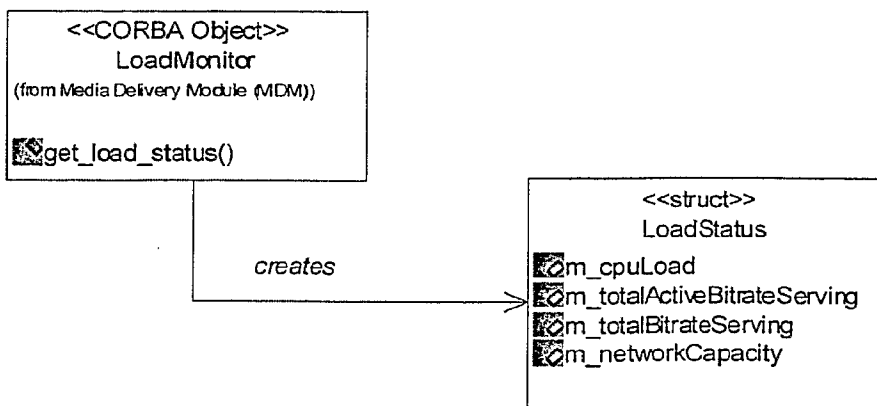 <<CORBA Object>>
LoadMonitor
(from Media Delivery Module (MDM))
get_load_status()
creates
<<struct>>
LoadStatus
m_cpuLoad
m_totalActiveBitrateServing
m_totalBitrateServing
m_networkCapacity